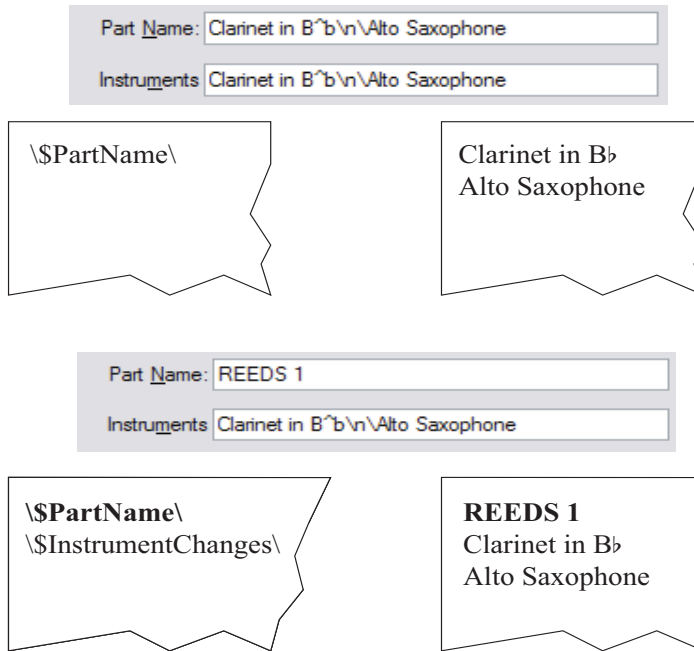 Part Name: Clarinet in B^b\n\Alto Saxophone
Instruments Clarinet in B^b\n\Alto Saxophone
\$PartName\
Clarinet in B♭
Alto Saxophone
Part Name: REEDS 1
Instruments Clarinet in B^b\n\Alto Saxophone
\$PartName\
\$InstrumentChanges\
REEDS 1
Clarinet in B♭
Alto Saxophone